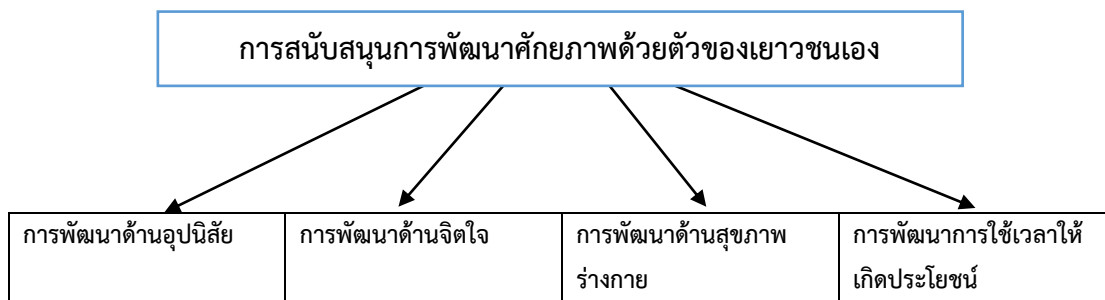 การสนับสนุนการพัฒนาศักยภาพด้วยตัวของเยาวชนเอง
การพัฒนาด้านอุปนิสัย
การพัฒนาด้านจิตใจ
การพัฒนาด้านสุขภาพ
ร่างกาย
การพัฒนาการใช้เวลาให้
เกิดประโยชน์